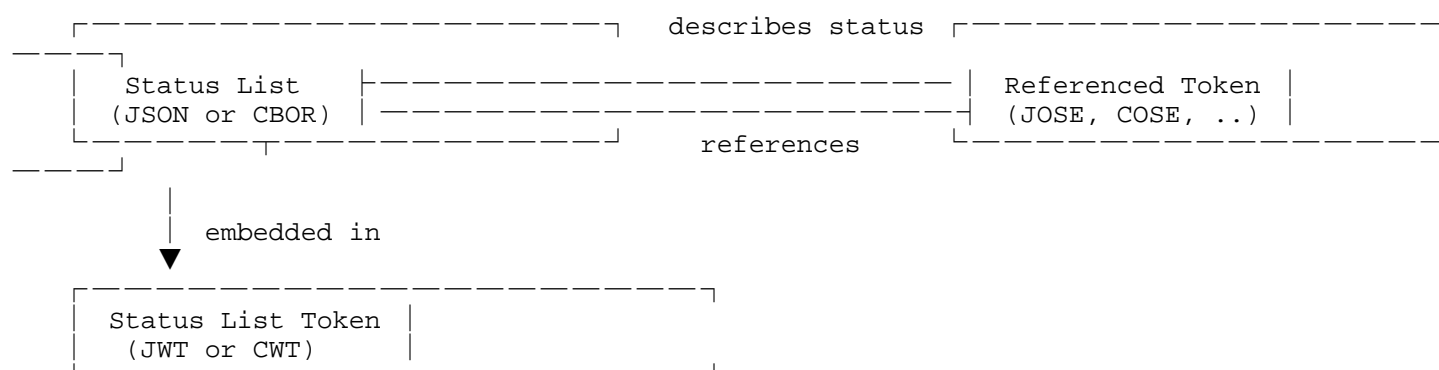 describes status
Status List
Referenced Token
(JSON or CBOR)
(JOSE, COSE, ..)
references
embedded in
Status List Token
(JWT or CWT)